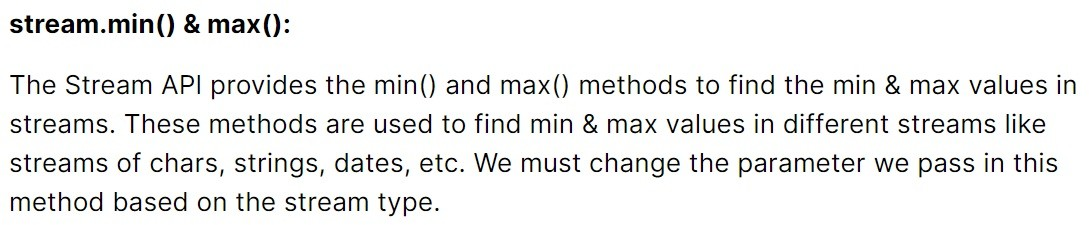 stream.min() & max():
The Stream API provides the min() and max() methods to find the min & max values in
streams. These methods are used to find min & max values in different streams like
streams of chars, strings, dates, etc. We must change the parameter we pass in this
method based on the stream type.